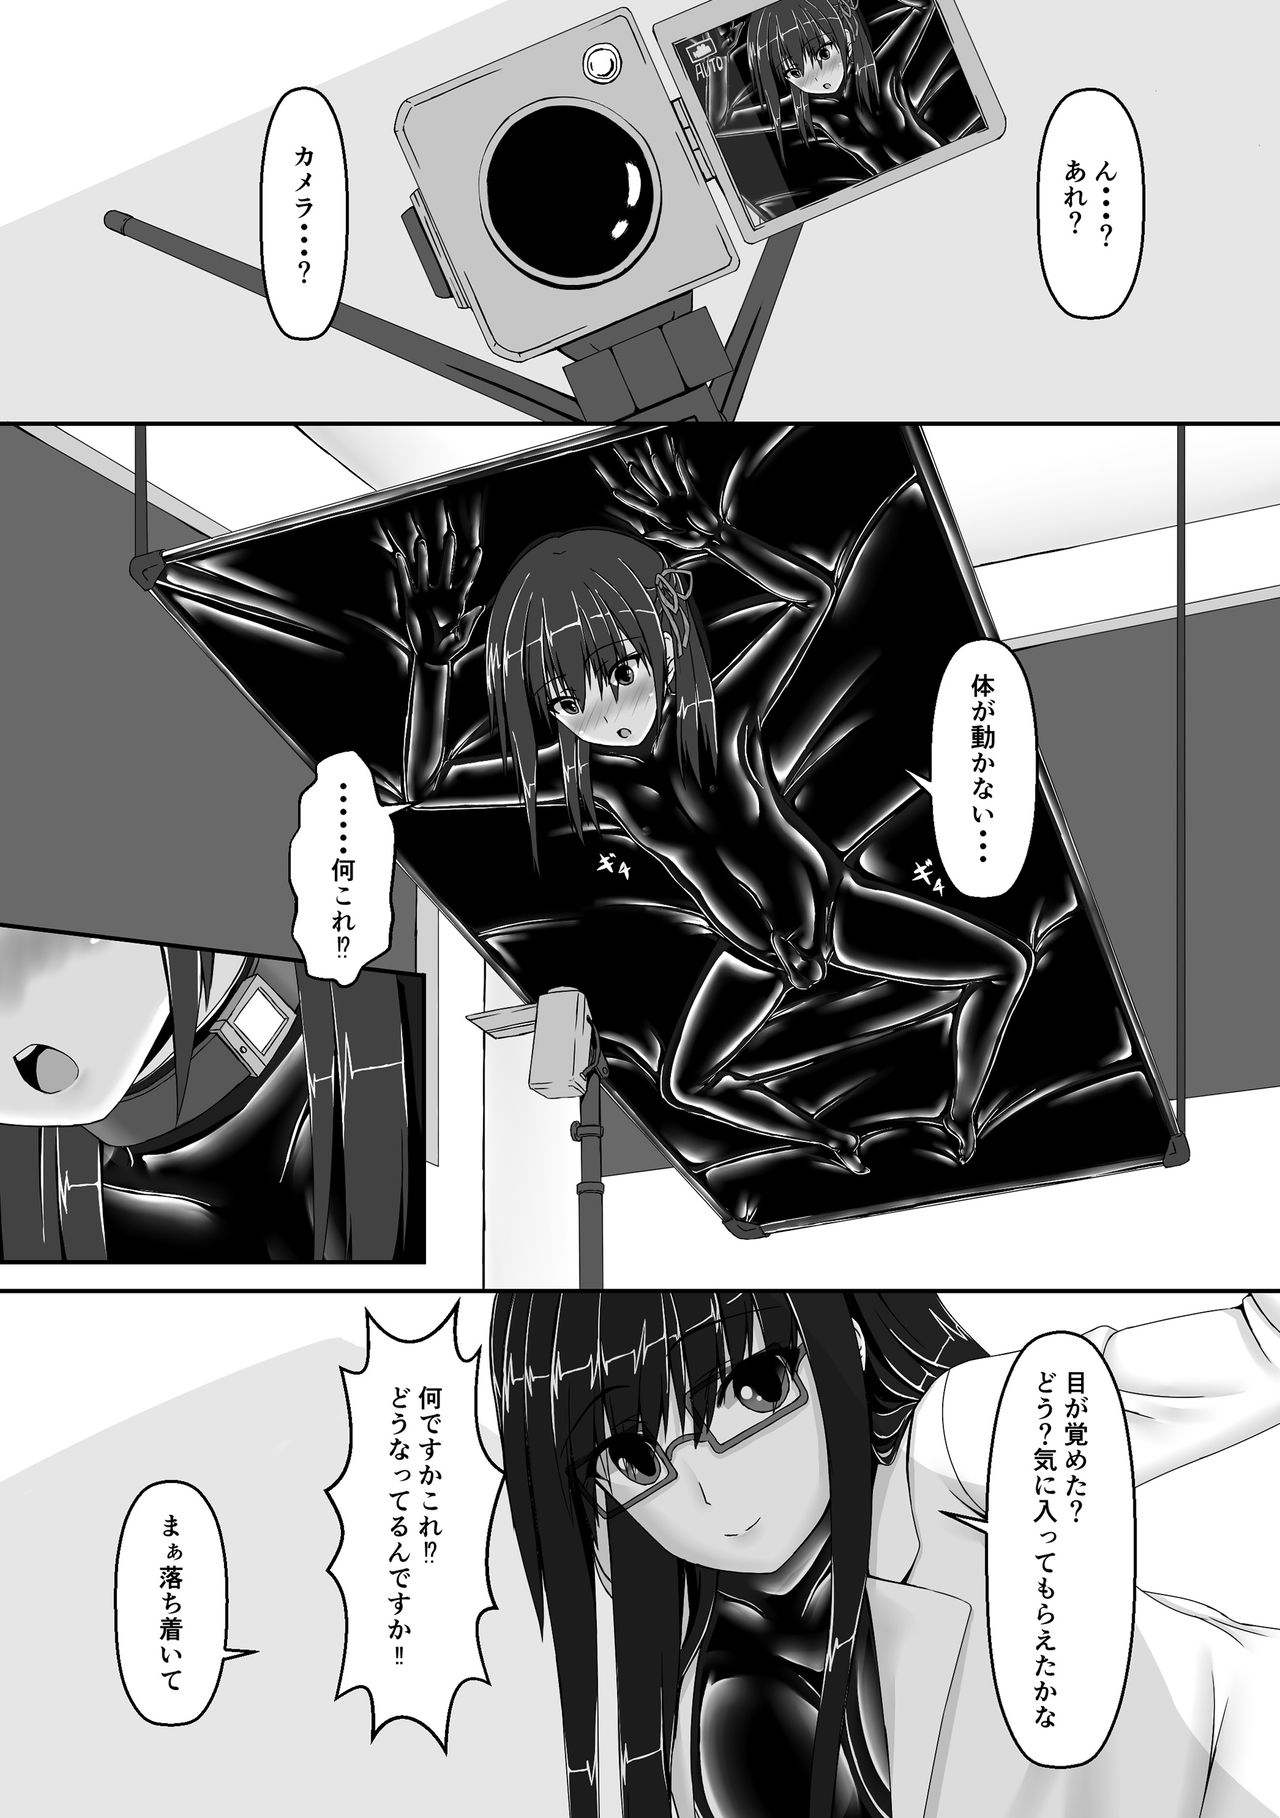 ん・・・？
あれ？
カメラ・・・？
AUTO
体が動かない・・・
ギチ
ギチ
・・・・・・何これ⁉
目が覚めた？
どう？気に入ってもらえたかな
何ですかこれ⁉
どうなってるんですか‼
まぁ落ち着いて